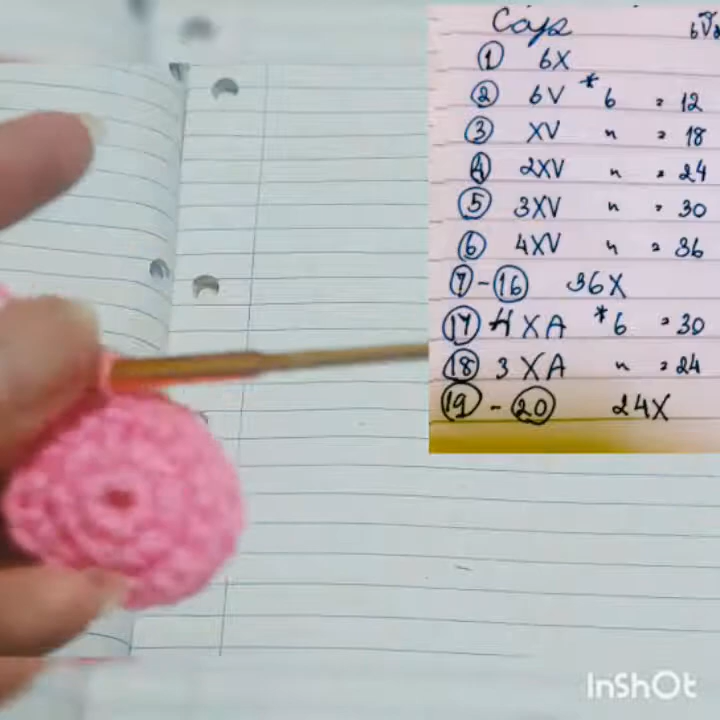 Caps
① 6X
② 6V * 6 = 12
③ XV " = 18
④ 2XV " = 24
⑤ 3XV " = 30
⑥ 4XV " = 36
⑦-⑯ 36X
⑰ 4XA *6 = 30
⑱ 3XA " = 24
⑲-⑳ 24X
InShOt